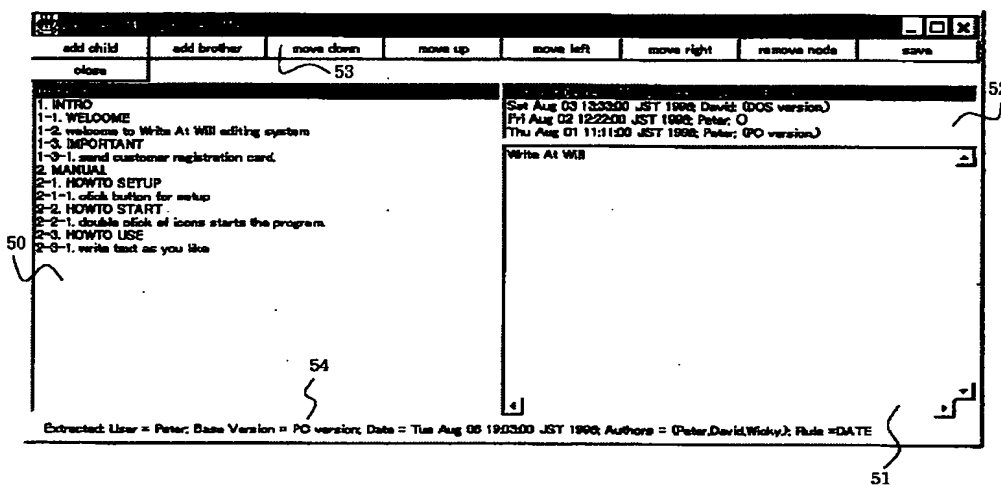 add child add brother move down move up move left move right remove node save
close
53
52
1. INTRO
1-1. WELCOME
1-2. welcome to Write At Will editing system
1-3. IMPORTANT
1-3-1. send customer registration card.
2. MANUAL
2-1. HOWTO SETUP
2-1-1. click button for setup
2-2. HOWTO START
2-2-1. double click of icons starts the program.
2-3. HOWTO USE
2-3-1. write text as you like
Sat Aug 03 13:33:00 JST 1996; David; (DOS version,)
Fri Aug 02 12:22:00 JST 1996; Peter; ()
Thu Aug 01 11:11:00 JST 1996; Peter; (PO version,)
Write At Will
50
54
Extracted: User = Peter; Base Version = PO version; Date = Tue Aug 06 19:03:00 JST 1996; Authors = (Peter,David,Wicky,); Rule =DATE
51